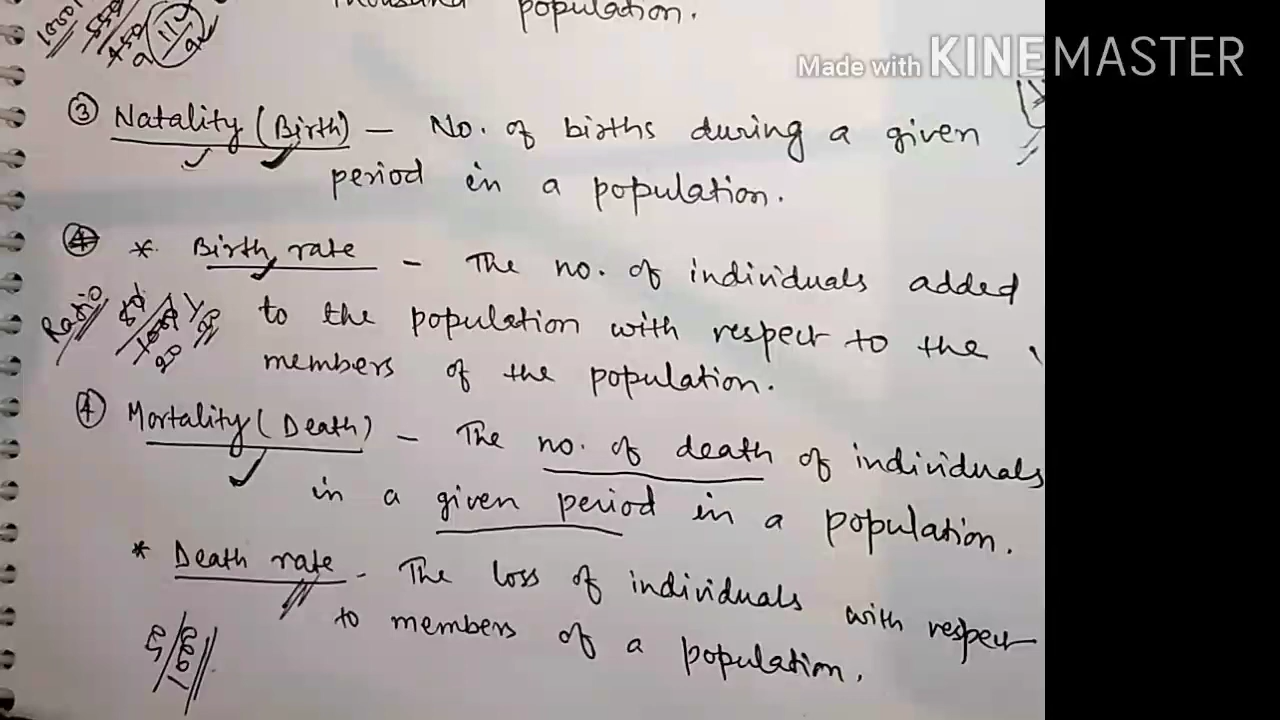 thousand population.
Made with KINEMASTER
③ Natality (Birth) — No. of births during a given
period in a population.
④ * Birth rate - The no. of individuals added
Ratio
to the population with respect to the
members of the population.
④ Mortality (Death) — The no. of death of individuals
in a given period in a population.
* Death rate - The loss of individuals with respect
to members of a population.